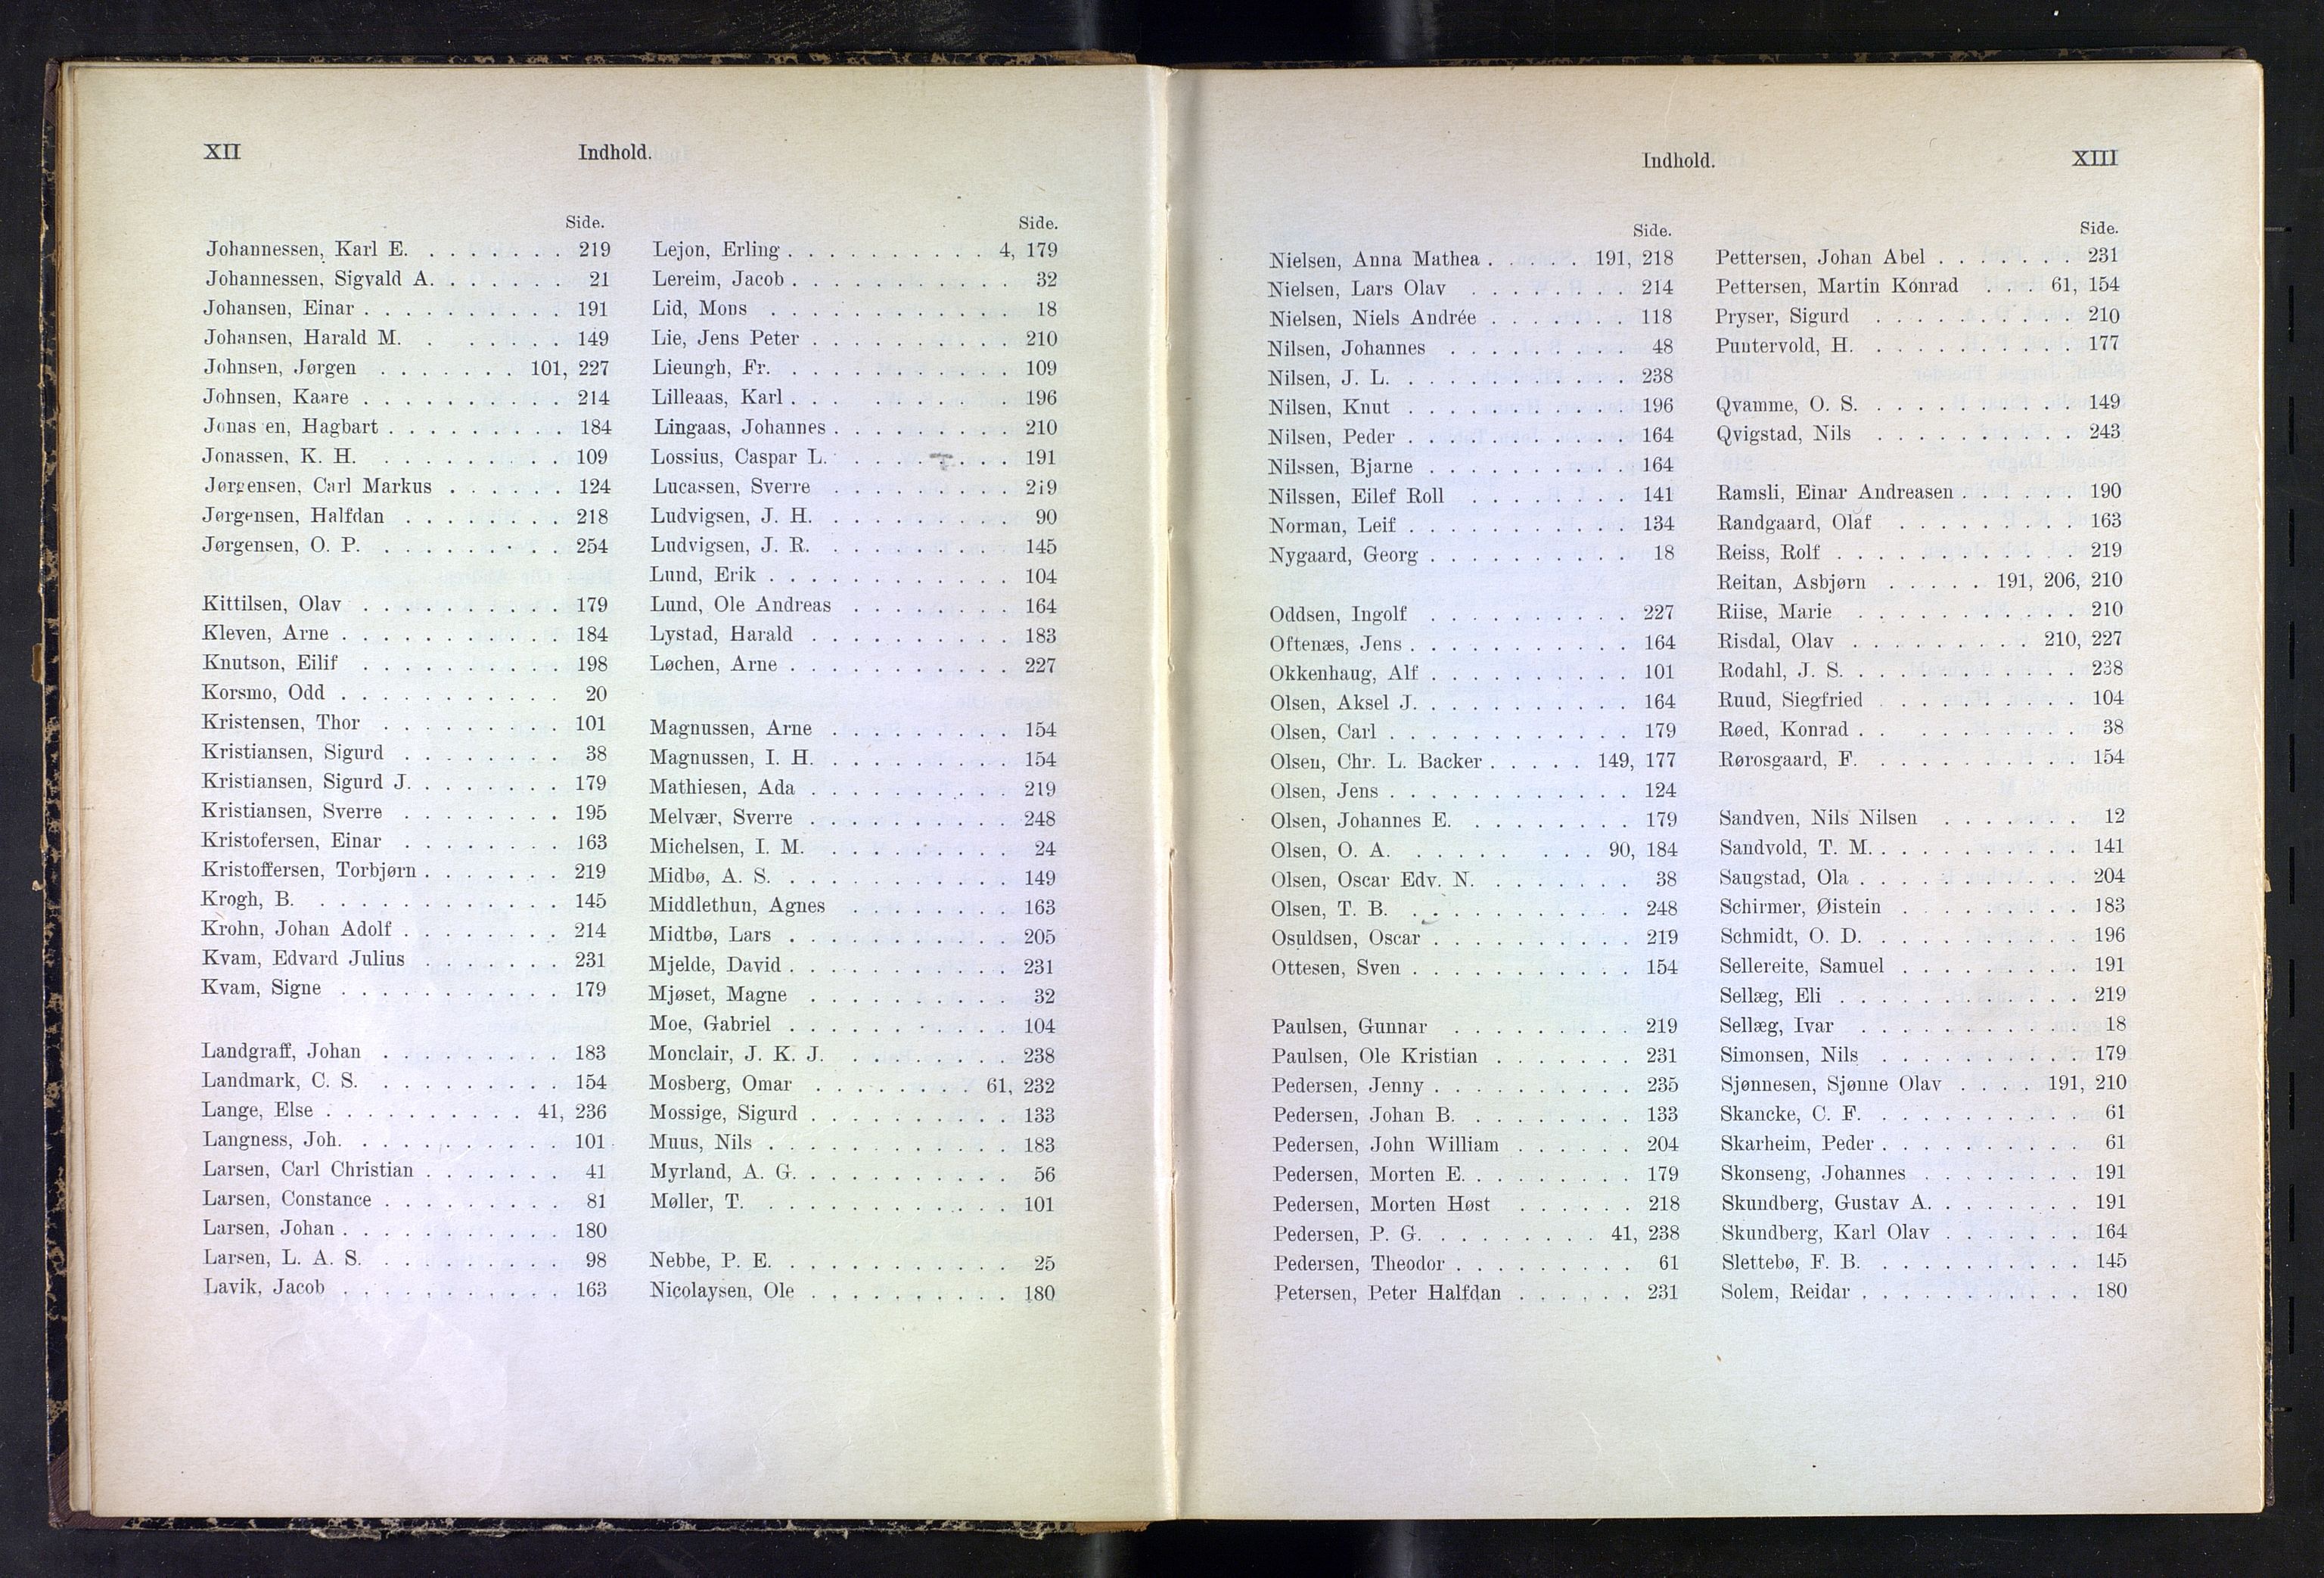 XII
Indhold.
Side.
Johannessen, Karl E. . . . . . . . 219
Johannessen, Sigvald A. . . . . . . 21
Johansen, Einar . . . . . . . . . . 191
Johansen, Harald M. . . . . . . . 149
Johnsen, Jørgen . . . . . . . 101, 227
Johnsen, Kaare . . . . . . . . . . 214
Jonas en, Hagbart . . . . . . . . . 184
Jonassen, K. H. . . . . . . . . . 109
Jørgensen, Carl Markus . . . . . . 124
Jørgensen, Halfdan . . . . . . . . 218
Jørgensen, O. P. . . . . . . . . . 254
Kittilsen, Olav . . . . . . . . . . 179
Kleven, Arne . . . . . . . . . . . 184
Knutson, Eilif . . . . . . . . . . 198
Korsmo, Odd . . . . . . . . . . . 20
Kristensen, Thor . . . . . . . . . 101
Kristiansen, Sigurd . . . . . . . . 38
Kristiansen, Sigurd J. . . . . . . . 179
Kristiansen, Sverre . . . . . . . . 195
Kristofersen, Einar . . . . . . . . 163
Kristoffersen, Torbjørn . . . . . . . 219
Krogh, B. . . . . . . . . . . . . 145
Krohn, Johan Adolf . . . . . . . . 214
Kvam, Edvard Julius . . . . . . . 231
Kvam, Signe . . . . . . . . . . . 179
Landgraff, Johan . . . . . . . . . 183
Landmark, C. S. . . . . . . . . . 154
Lange, Else . . . . . . . . . . 41, 236
Langness, Joh. . . . . . . . . . . 101
Larsen, Carl Christian . . . . . . . 41
Larsen, Constance . . . . . . . . . 81
Larsen, Johan . . . . . . . . . . . 180
Larsen, L. A. S. . . . . . . . . . 98
Lavik, Jacob . . . . . . . . . . . 163
Side.
Lejon, Erling . . . . . . . . . . 4, 179
Lereim, Jacob . . . . . . . . . . . 32
Lid, Mons . . . . . . . . . . . . 18
Lie, Jens Peter . . . . . . . . . . 210
Lieungh, Fr. . . . . . . . . . . . 109
Lilleaas, Karl . . . . . . . . . . . 196
Lingaas, Johannes . . . . . . . . . 210
Lossius, Caspar L. . . . . . . . . 191
Lucassen, Sverre . . . . . . . . . 219
Ludvigsen, J. H. . . . . . . . . . 90
Ludvigsen, J. R. . . . . . . . . . 145
Lund, Erik . . . . . . . . . . . . 104
Lund, Ole Andreas . . . . . . . . 164
Lystad, Harald . . . . . . . . . . 183
Løchen, Arne . . . . . . . . . . . 227
Magnussen, Arne . . . . . . . . . 154
Magnussen, I. H. . . . . . . . . . 154
Mathiesen, Ada . . . . . . . . . . 219
Melvær, Sverre . . . . . . . . . . 248
Michelsen, I. M. . . . . . . . . . 24
Midbø, A. S. . . . . . . . . . . . 149
Middlethun, Agnes . . . . . . . . 163
Midtbø, Lars . . . . . . . . . . . 205
Mjelde, David . . . . . . . . . . . 231
Mjøset, Magne . . . . . . . . . . 32
Moe, Gabriel . . . . . . . . . . . 104
Monclair, J. K. J. . . . . . . . . 238
Mosberg, Omar . . . . . . . . 61, 232
Mossige, Sigurd . . . . . . . . . . 133
Muus, Nils . . . . . . . . . . . . 183
Myrland, A. G. . . . . . . . . . . 56
Møller, T. . . . . . . . . . . . . 101
Nebbe, P. E. . . . . . . . . . . . 25
Nicolaysen, Ole . . . . . . . . . . 180
Indhold.
XIII
Side.
Nielsen, Anna Mathea . . . . . 191, 218
Nielsen, Lars Olav . . . . . . . . 214
Nielsen, Niels Andrée . . . . . . . 118
Nilsen, Johannes . . . . . . . . . 48
Nilsen, J. L. . . . . . . . . . . . 238
Nilsen, Knut . . . . . . . . . . . 196
Nilsen, Peder . . . . . . . . . . . 164
Nilssen, Bjarne . . . . . . . . . . 164
Nilssen, Eilef Roll . . . . . . . . 141
Norman, Leif . . . . . . . . . . . 134
Nygaard, Georg . . . . . . . . . . 18
Oddsen, Ingolf . . . . . . . . . . 227
Oftenæs, Jens . . . . . . . . . . . 164
Okkenhaug, Alf . . . . . . . . . . 101
Olsen, Aksel J. . . . . . . . . . . 164
Olsen, Carl . . . . . . . . . . . . 179
Olsen, Chr. L. Backer . . . . . 149, 177
Olsen, Jens . . . . . . . . . . . . 124
Olsen, Johannes E. . . . . . . . . 179
Olsen, O. A. . . . . . . . . 90, 184
Olsen, Oscar Edv. N. . . . . . . . 38
Olsen, T. B. . . . . . . . . . . . 248
Osuldsen, Oscar . . . . . . . . . . 219
Ottesen, Sven . . . . . . . . . . . 154
Paulsen, Gunnar . . . . . . . . . 219
Paulsen, Ole Kristian . . . . . . . 231
Pedersen, Jenny . . . . . . . . . . 235
Pedersen, Johan B. . . . . . . . . 133
Pedersen, John William . . . . . . 204
Pedersen, Morten E. . . . . . . . . 179
Pedersen, Morten Høst . . . . . . 218
Pedersen, P. G. . . . . . . . . 41, 238
Pedersen, Theodor . . . . . . . . . 61
Petersen, Peter Halfdan . . . . . . 231
Side.
Pettersen, Johan Abel . . . . . . . 231
Pettersen, Martin Konrad . . . 61, 154
Pryser, Sigurd . . . . . . . . . . 210
Puntervold, H. . . . . . . . . . . 177
Qvamme, O. S. . . . . . . . . . . 149
Qvigstad, Nils . . . . . . . . . . 243
Ramsli, Einar Andreasen . . . . . . 190
Randgaard, Olaf . . . . . . . . . 163
Reiss, Rolf . . . . . . . . . . . . 219
Reitan, Asbjørn . . . . . 191, 206, 210
Riise, Marie . . . . . . . . . . . 210
Risdal, Olav . . . . . . . . . 210, 227
Rodahl, J. S. . . . . . . . . . . . 238
Ruud, Siegfried . . . . . . . . . . 104
Røed, Konrad . . . . . . . . . . 38
Rørosgaard, F. . . . . . . . . . . 154
Sandven, Nils Nilsen . . . . . . . 12
Sandvold, T. M. . . . . . . . . . . 141
Saugstad, Ola . . . . . . . . . . . 204
Schirmer, Øistein . . . . . . . . . 183
Schmidt, O. D. . . . . . . . . . . 196
Sellereite, Samuel . . . . . . . . . 191
Sellæg, Eli . . . . . . . . . . . . 219
Sellæg, Ivar . . . . . . . . . . . 18
Simonsen, Nils . . . . . . . . . . 179
Sjønnesen, Sjønne Olav . . . . 191, 210
Skancke, C. F. . . . . . . . . . . 61
Skarheim, Peder . . . . . . . . . . 61
Skonseng, Johannes . . . . . . . . 191
Skundberg, Gustav A. . . . . . . . 191
Skundberg, Karl Olav . . . . . . . 164
Slettebø, F. B. . . . . . . . . . . 145
Solem, Reidar . . . . . . . . . . . 180